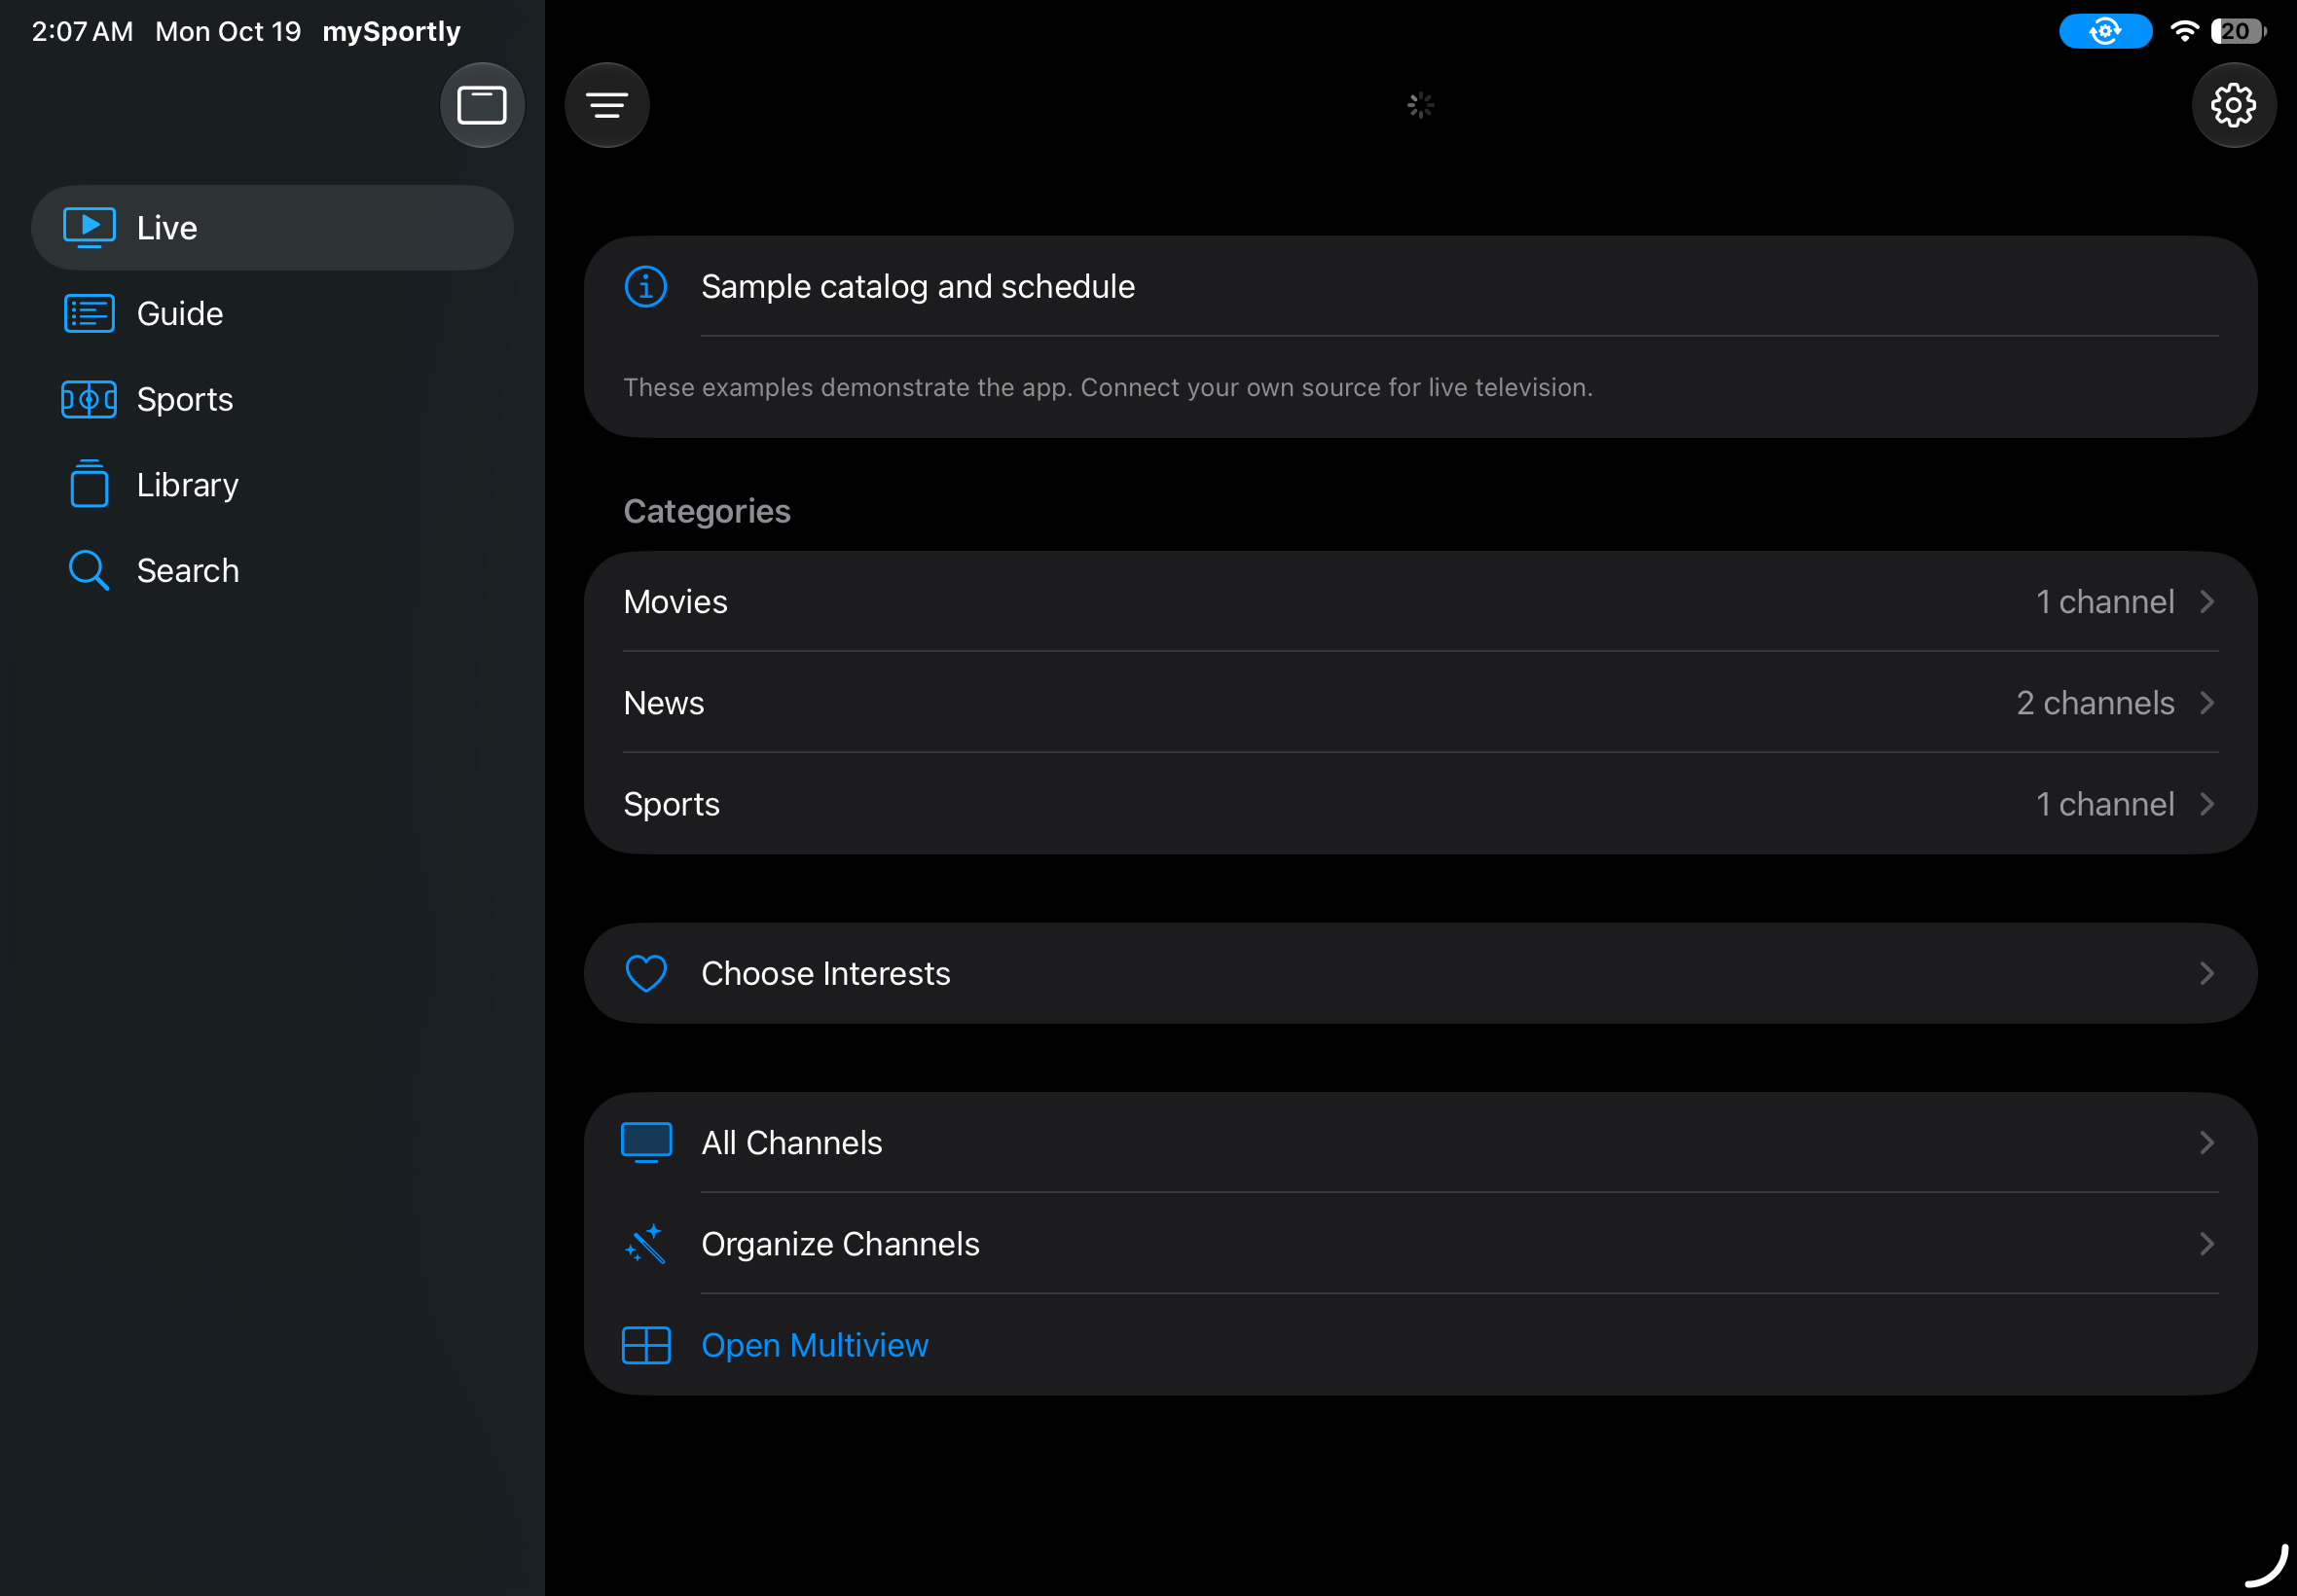 2:07 AM Mon Oct 19 mySportly
20
Live
Guide
Sports
Library
Search
Sample catalog and schedule
These examples demonstrate the app. Connect your own source for live television.
Categories
Movies 1 channel
News 2 channels
Sports 1 channel
Choose Interests
All Channels
Organize Channels
Open Multiview